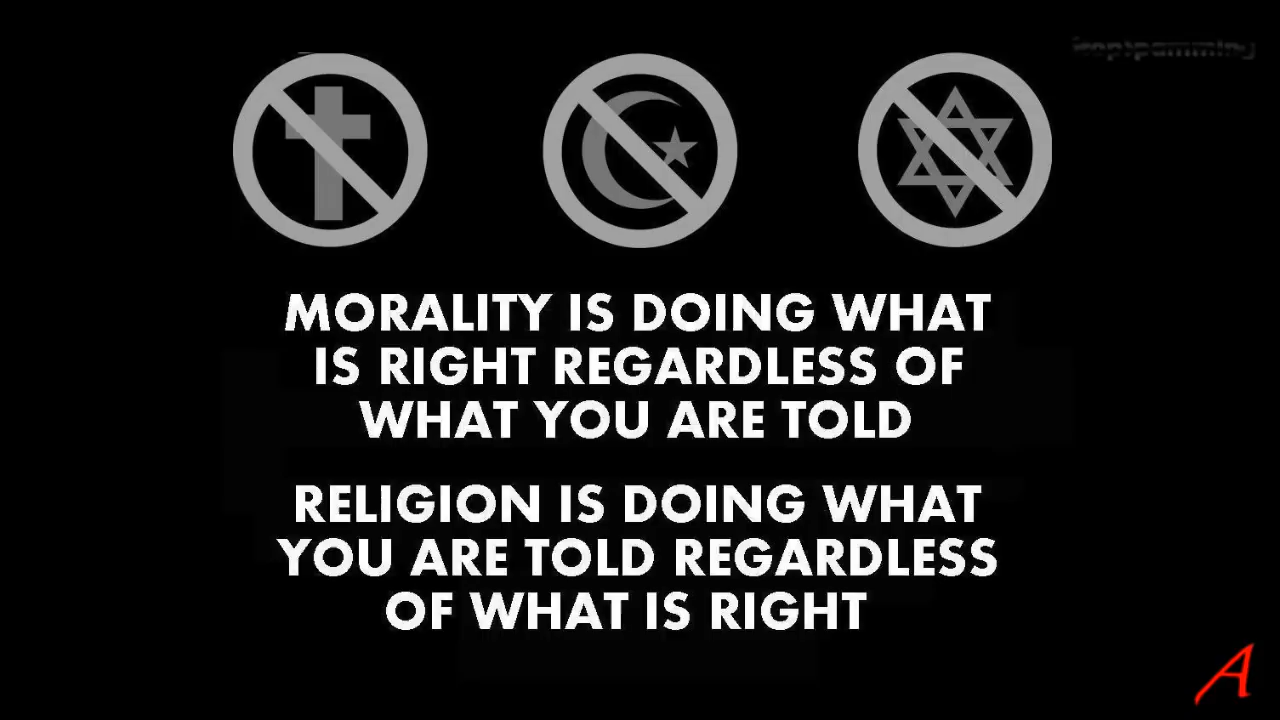 MORALITY IS DOING WHAT
IS RIGHT REGARDLESS OF
WHAT YOU ARE TOLD
RELIGION IS DOING WHAT
YOU ARE TOLD REGARDLESS
OF WHAT IS RIGHT
A